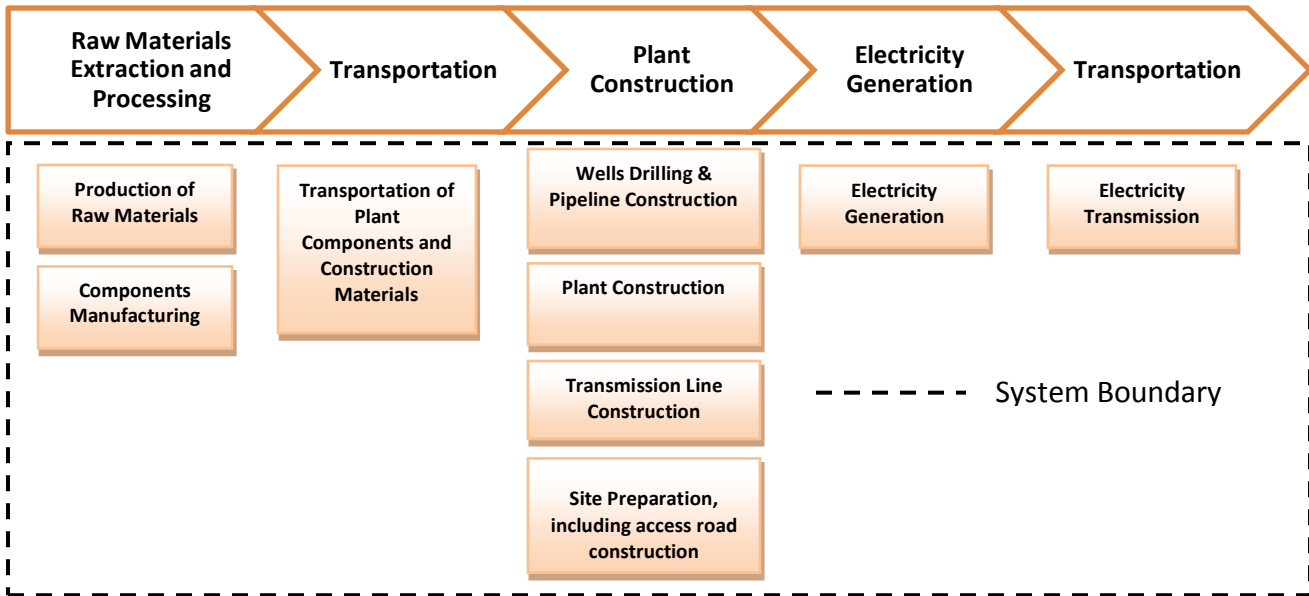 Raw Materials
Extraction and
Processing
Transportation
Plant
Construction
Electricity
Generation
Transportation
Production of
Raw Materials
Components
Manufacturing
Transportation of
Plant
Components and
Construction
Materials
Wells Drilling &
Pipeline Construction
Plant Construction
Transmission Line
Construction
Site Preparation,
including access road
construction
Electricity
Generation
Electricity
Transmission
System Boundary